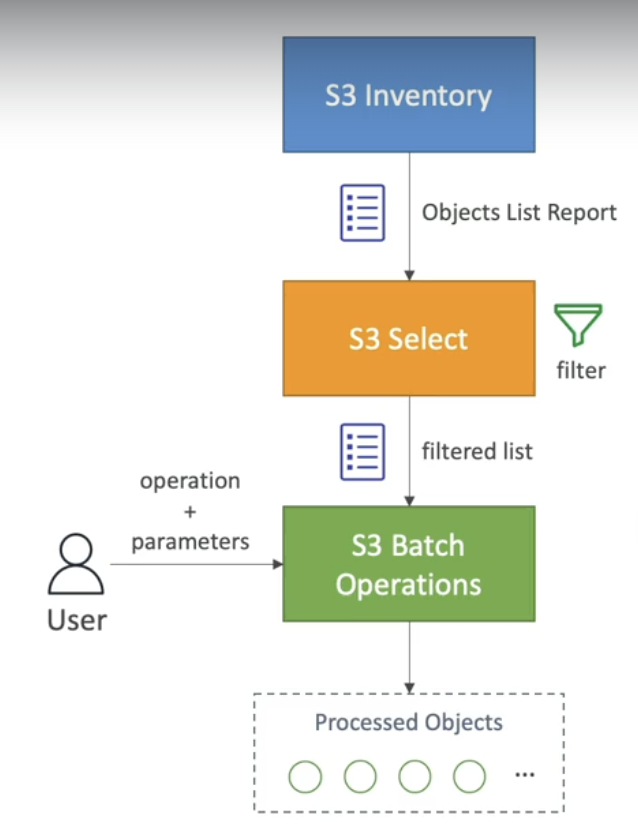 S3 Inventory
Objects List Report
S3 Select
filter
filtered list
operation
+
parameters
S3 Batch
Operations
User
Processed Objects
...